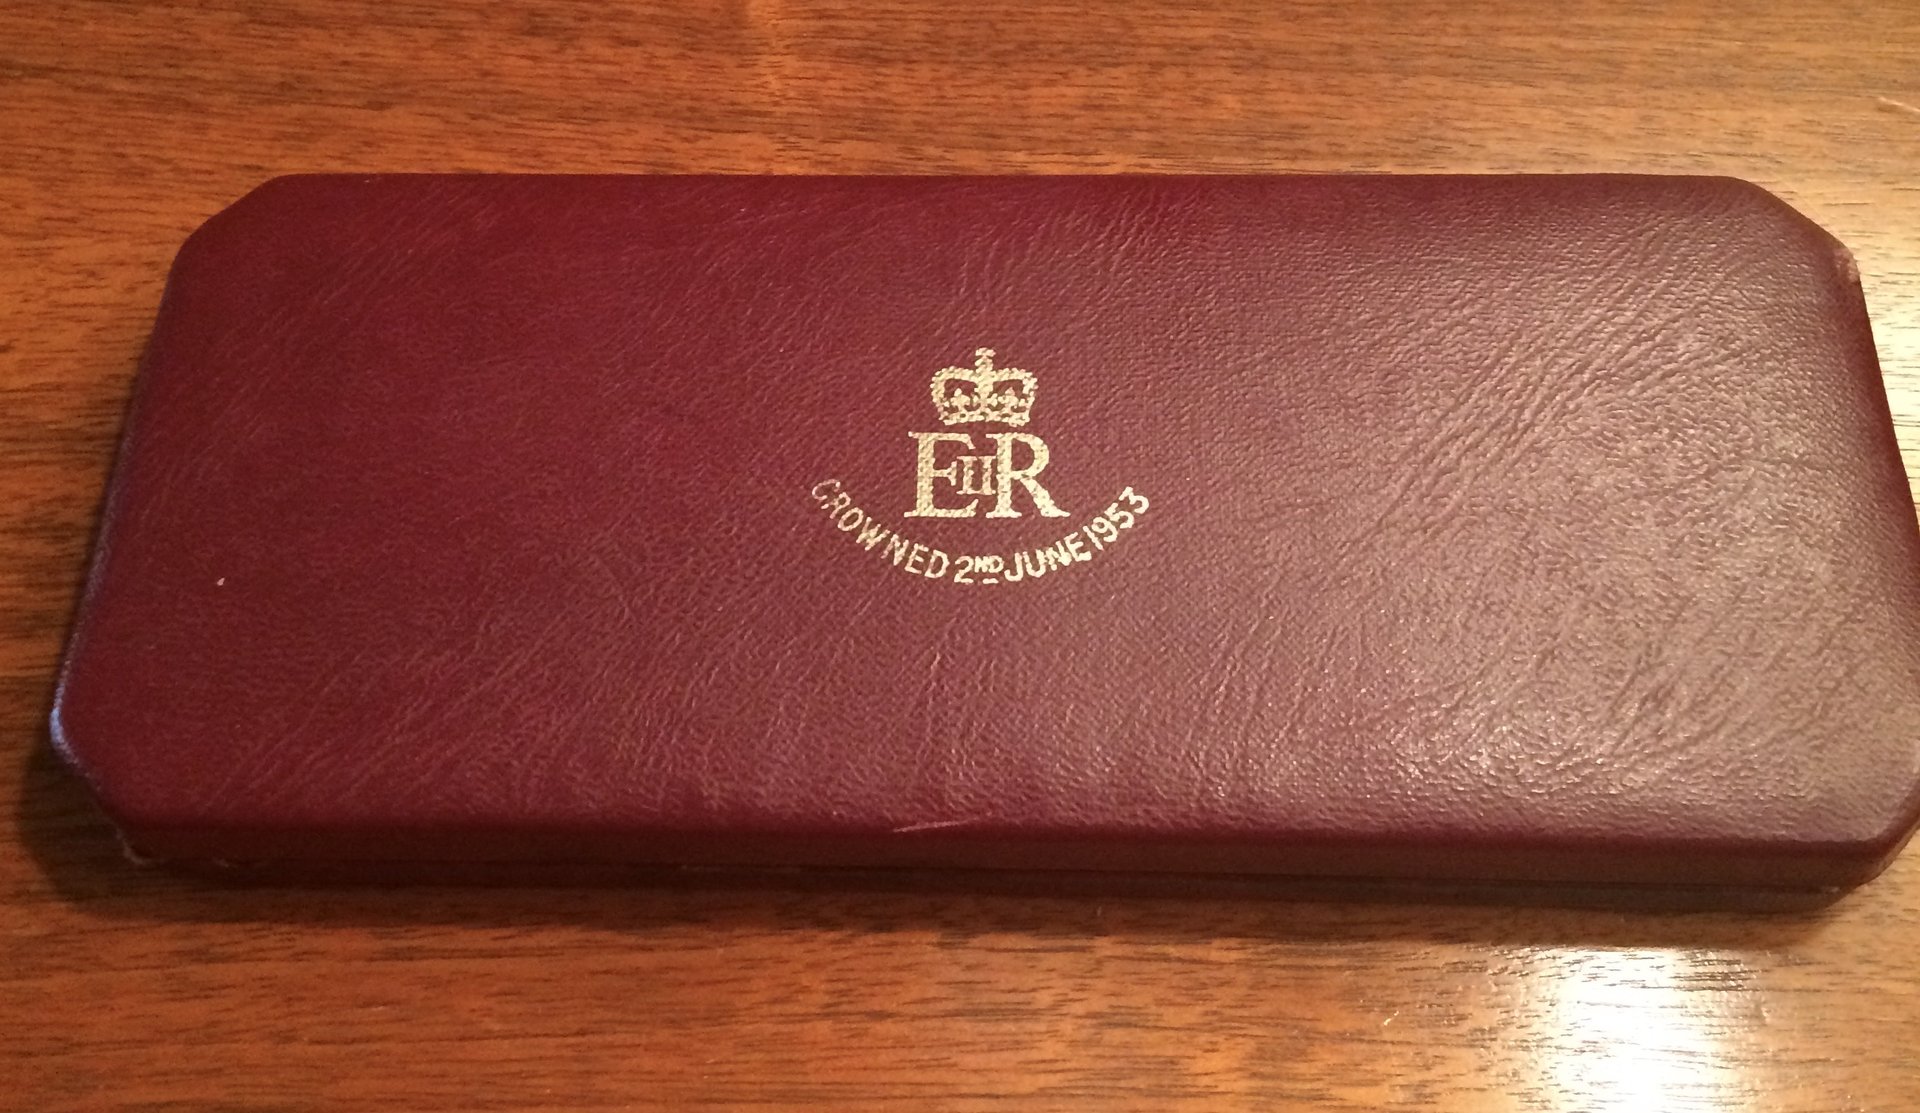 EIIR
CROWNED 2ND JUNE 1953